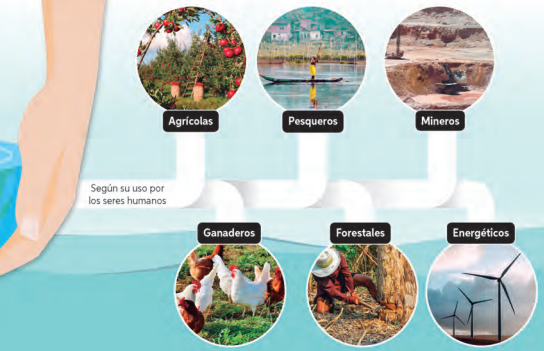 Agrícolas
Pesqueros
Mineros
Según su uso por
los seres humanos
Ganaderos
Forestales
Energéticos